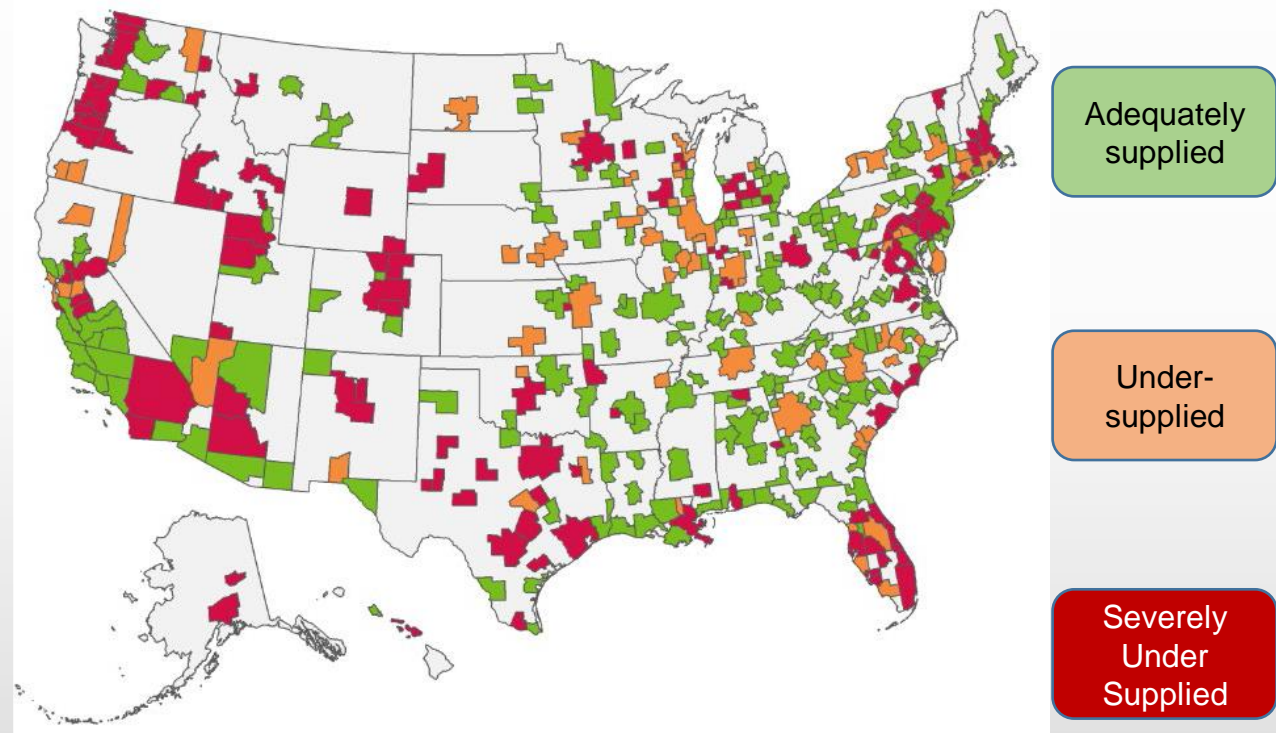 Adequately
supplied
Under-
supplied
Severely
Under
Supplied